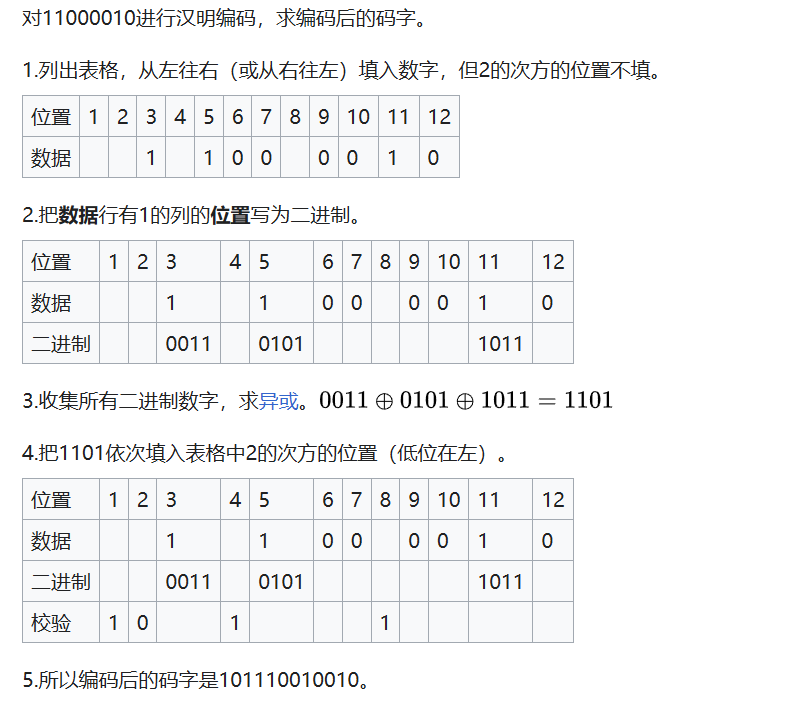 对11000010进行汉明编码，求编码后的码字。
1.列出表格，从左往右（或从右往左）填入数字，但2的次方的位置不填。
位置 1 2 3 4 5 6 7 8 9 10 11 12
数据 1 1 0 0 0 0 1 0
2.把数据行有1的列的位置写为二进制。
位置 1 2 3 4 5 6 7 8 9 10 11 12
数据 1 1 0 0 0 0 1 0
二进制 0011 0101 1011
3.收集所有二进制数字，求异或。0011 ⊕ 0101 ⊕ 1011 = 1101
4.把1101依次填入表格中2的次方的位置（低位在左）。
位置 1 2 3 4 5 6 7 8 9 10 11 12
数据 1 1 0 0 0 0 1 0
二进制 0011 0101 1011
校验 1 0 1 1
5.所以编码后的码字是101110010010。